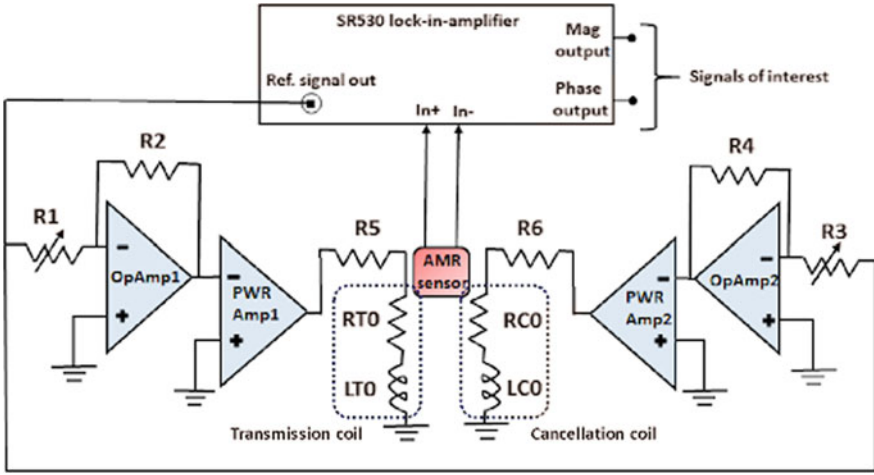 SR530 lock-in-amplifier
Mag output
Ref. signal out
Signals of interest
Phase output
In+ In-
R2
R4
R1
R5
R6
R3
−
OpAmp1
+
−
PWR Amp1
+
AMR sensor
−
PWR Amp2
+
−
OpAmp2
+
RT0
RC0
LT0
LC0
Transmission coil
Cancellation coil